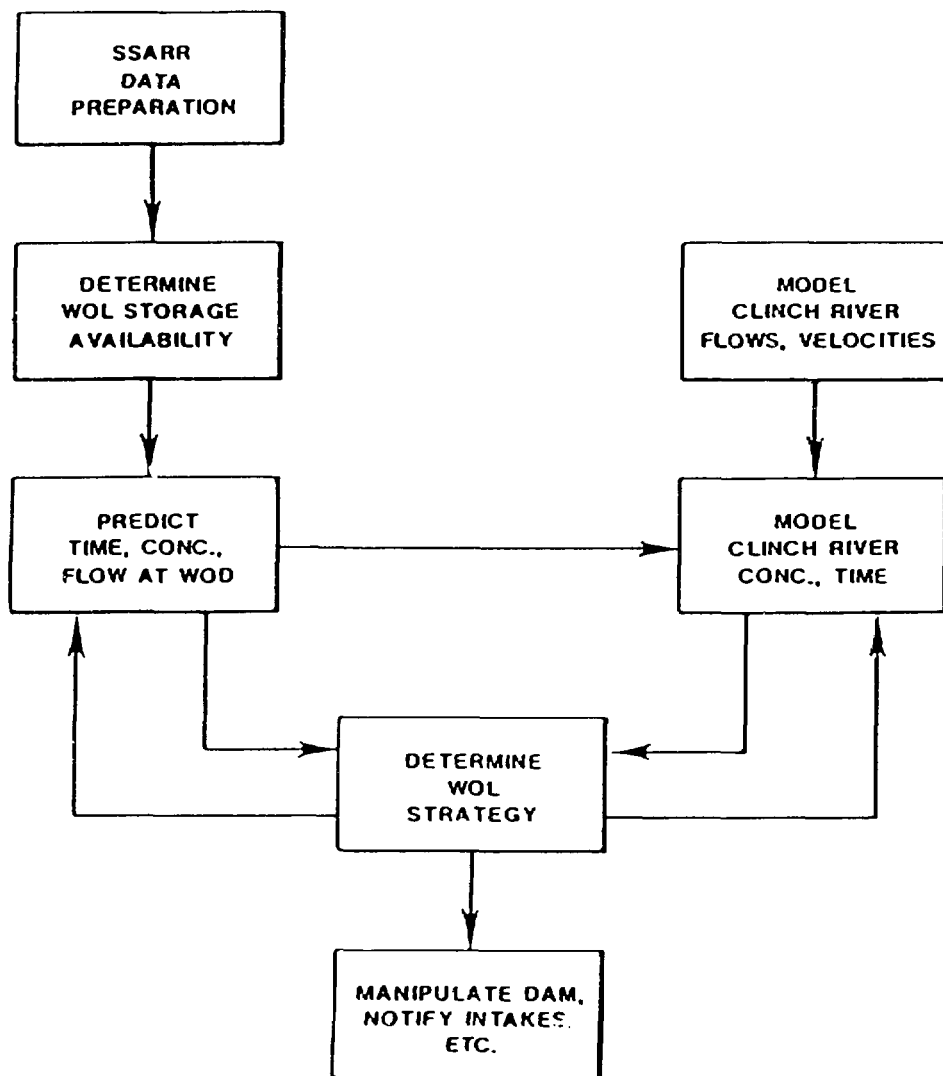 SSARR
DATA
PREPARATION
DETERMINE
WOL STORAGE
AVAILABILITY
MODEL
CLINCH RIVER
FLOWS, VELOCITIES
PREDICT
TIME, CONC.,
FLOW AT WOD
MODEL
CLINCH RIVER
CONC., TIME
DETERMINE
WOL
STRATEGY
MANIPULATE DAM,
NOTIFY INTAKES,
ETC.